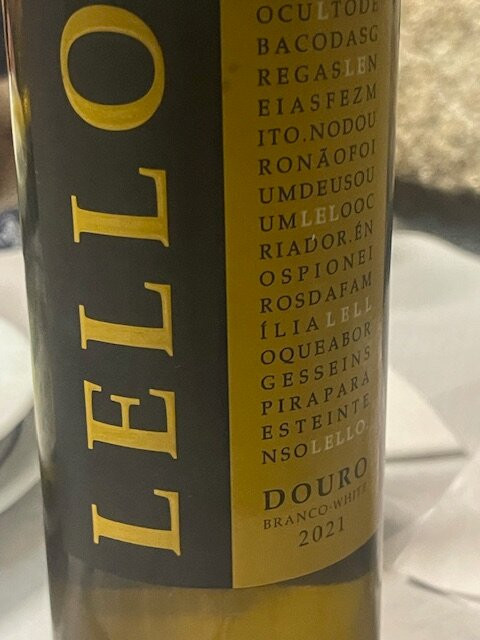 LELLO
OCULTODE
BACODASG
REGASLEN
EIASFEZM
ITO.NODOU
RONÃOFOI
UMDEUSOU
UMLELOOC
RIADOR.ÉN
OSPIONEI
ROSDAFAM
ÍLIALELL
OQUEABOR
GESSEINS
PIRAPARA
ESTEINTE
NSOLELLO.
DOURO
BRANCO·WHITE
2021